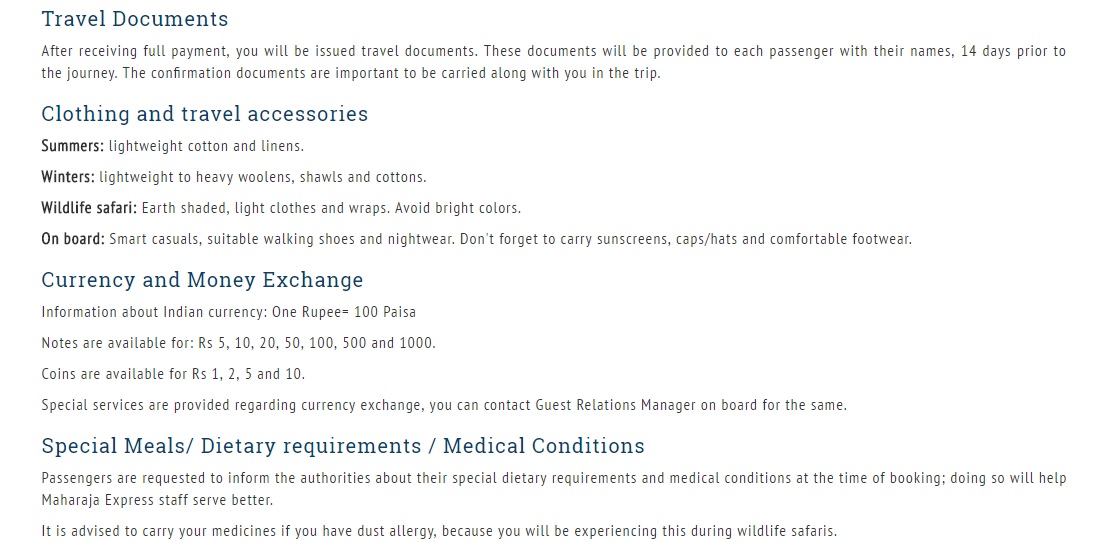 Travel Documents
After receiving full payment, you will be issued travel documents. These documents will be provided to each passenger with their names, 14 days prior to
the journey. The confirmation documents are important to be carried along with you in the trip.
Clothing and travel accessories
Summers: lightweight cotton and linens.
Winters: lightweight to heavy woolens, shawls and cottons.
Wildlife safari: Earth shaded, light clothes and wraps. Avoid bright colors.
On board: Smart casuals, suitable walking shoes and nightwear. Don't forget to carry sunscreens, caps/hats and comfortable footwear.
Currency and Money Exchange
Information about Indian currency: One Rupee= 100 Paisa
Notes are available for: Rs 5, 10, 20, 50, 100, 500 and 1000.
Coins are available for Rs 1, 2, 5 and 10.
Special services are provided regarding currency exchange, you can contact Guest Relations Manager on board for the same.
Special Meals/ Dietary requirements / Medical Conditions
Passengers are requested to inform the authorities about their special dietary requirements and medical conditions at the time of booking; doing so will help
Maharaja Express staff serve better.
It is advised to carry your medicines if you have dust allergy, because you will be experiencing this during wildlife safaris.